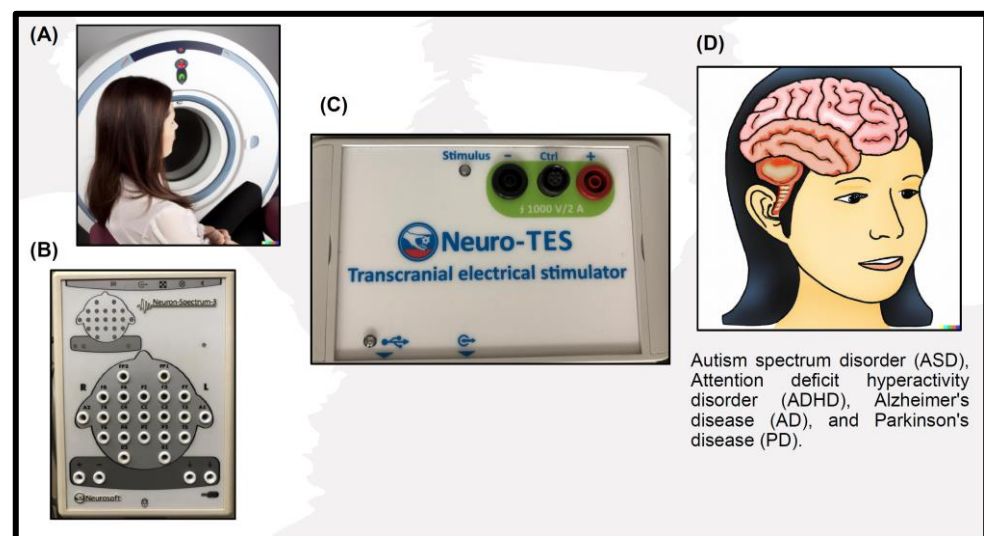 (A)
(B)
Neuron-Spectrum-3
R
L
Neurosoft
(C)
Stimulus
-
Ctrl
+
1000 V/2 A
Neuro-TES
Transcranial electrical stimulator
(D)
Autism spectrum disorder (ASD),
Attention deficit hyperactivity
disorder (ADHD), Alzheimer's
disease (AD), and Parkinson's
disease (PD).